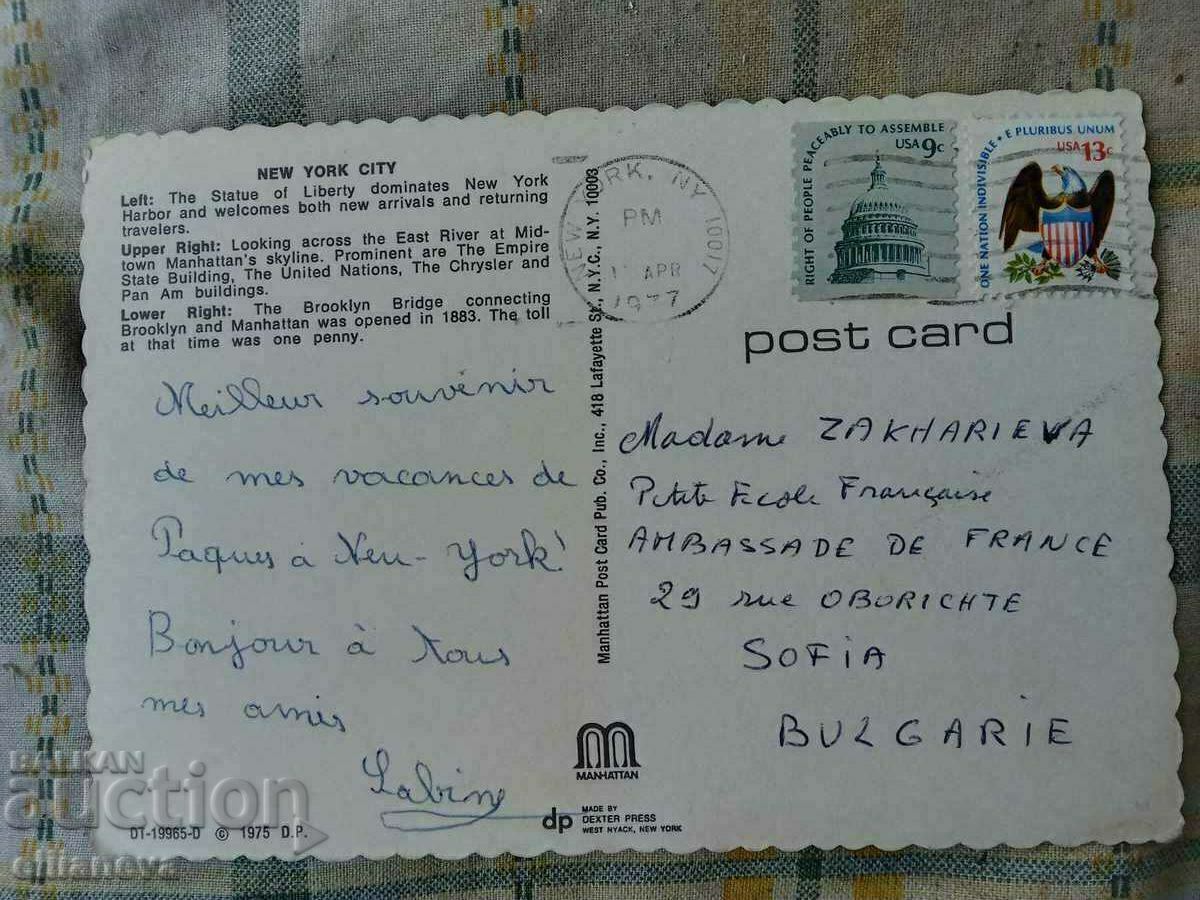 NEW YORK CITY
Left: The Statue of Liberty dominates New York
Harbor and welcomes both new arrivals and returning
travelers.
Upper Right: Looking across the East River at Mid-
town Manhattan's skyline. Prominent are The Empire
State Building, The United Nations, The Chrysler and
Pan Am buildings.
Lower Right: The Brooklyn Bridge connecting
Brooklyn and Manhattan was opened in 1883. The toll
at that time was one penny.
Meilleur souvenir
de mes vacances de
Paques à New-York!
Bonjour à tous
mes amis
Sabine
DT-19965-D © 1975 D.P.
Manhattan Post Card Pub. Co., Inc., 418 Lafayette St., N.Y.C., N.Y. 10003
NEW YORK, NY 10017
PM
APR
1977
RIGHT OF PEOPLE PEACEABLY TO ASSEMBLE
USA 9c
ONE NATION INDIVISIBLE • E PLURIBUS UNUM
USA 13c
post card
Madame ZAKHARIEVA
Petite Ecole Française
AMBASSADE DE FRANCE
29 rue OBORICHTE
SOFIA
BULGARIE
MANHATTAN
dp
MADE BY
DEXTER PRESS
WEST NYACK, NEW YORK
BALKAN
auction
elifaneva